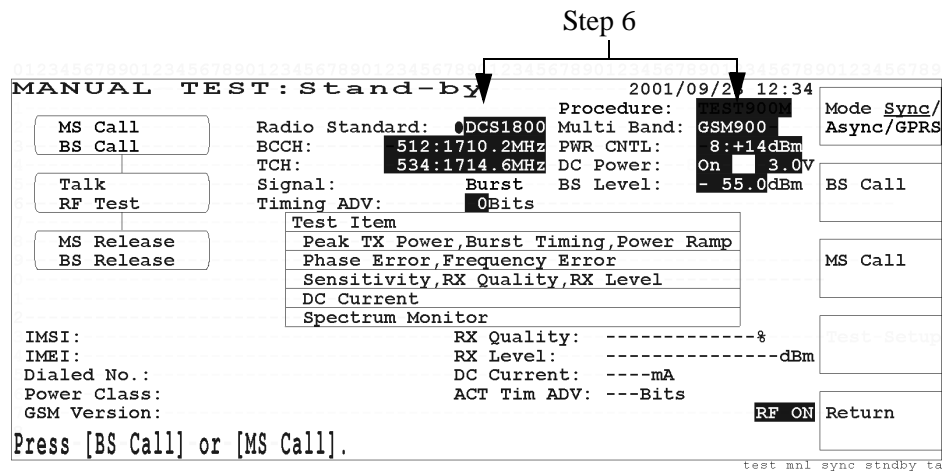 Step 6
MANUAL TEST:Stand-by 2001/09/28 12:34
Procedure: TEST900M
Mode Sync/
Async/GPRS
MS Call
BS Call
Radio Standard: DCS1800 Multi Band: GSM900
BCCH: 512:1710.2MHz PWR CNTL: 8:+14dBm
TCH: 534:1714.6MHz DC Power: On 3.0V
Talk
RF Test
Signal: Burst BS Level: - 55.0dBm
Timing ADV: 0Bits
BS Call
MS Release
BS Release
Test Item
Peak TX Power,Burst Timing,Power Ramp
Phase Error,Frequency Error
Sensitivity,RX Quality,RX Level
DC Current
Spectrum Monitor
MS Call
IMSI: RX Quality: --------------%
IMEI: RX Level: ----------------dBm
Dialed No.: DC Current: ----mA
Power Class: ACT Tim ADV: ---Bits
GSM Version: RF ON
Test Setup
Return
Press [BS Call] or [MS Call].
test mnl sync stndby ta